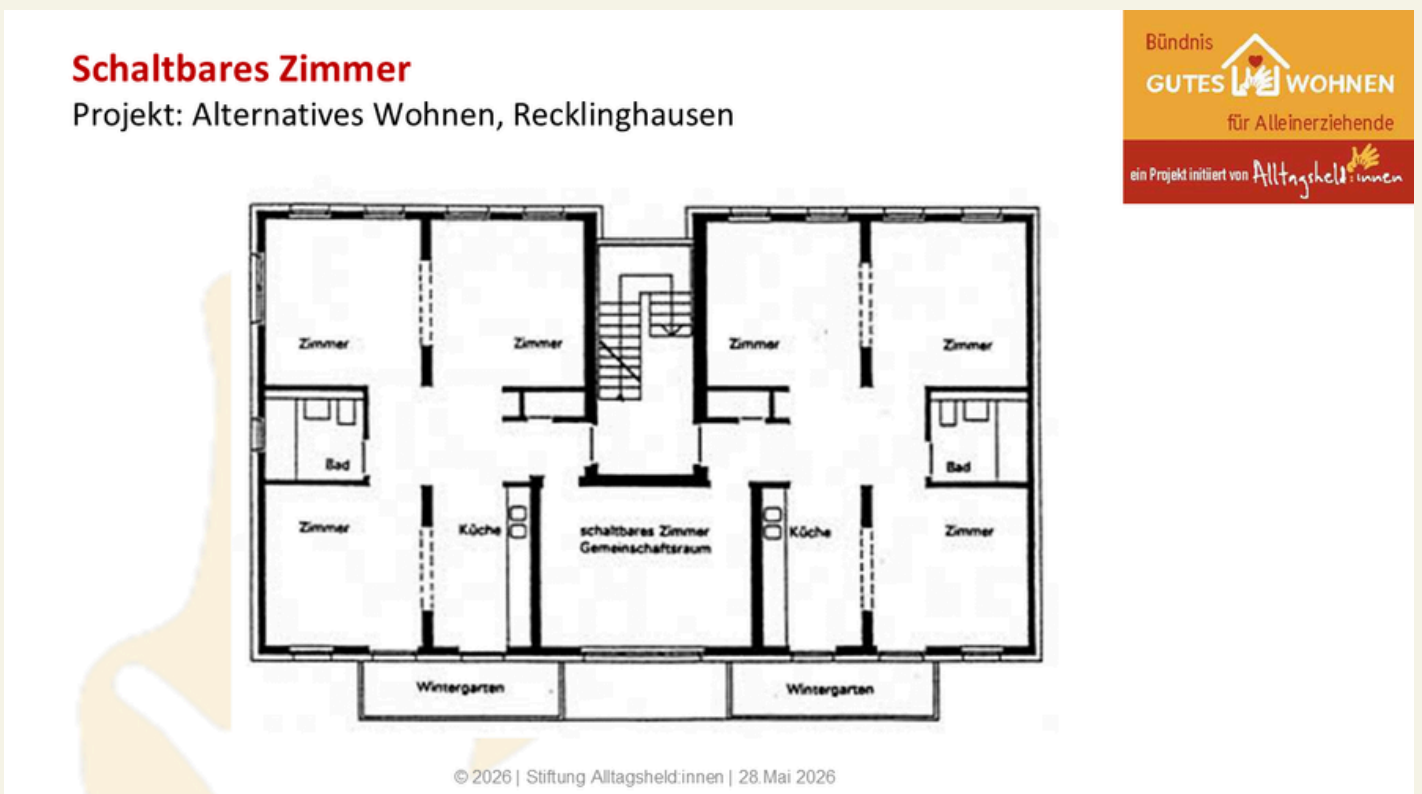 Schaltbares Zimmer
Projekt: Alternatives Wohnen, Recklinghausen
Bündnis
GUTES WOHNEN
für Alleinerziehende
ein Projekt initiiert von Alltagsheld:innen
Zimmer
Zimmer
Zimmer
Zimmer
Bad
Bad
Zimmer
Küche
schaltbares Zimmer
Gemeinschaftsraum
Küche
Zimmer
Wintergarten
Wintergarten
© 2026 | Stiftung Alltagsheld:innen | 28.Mai 2026